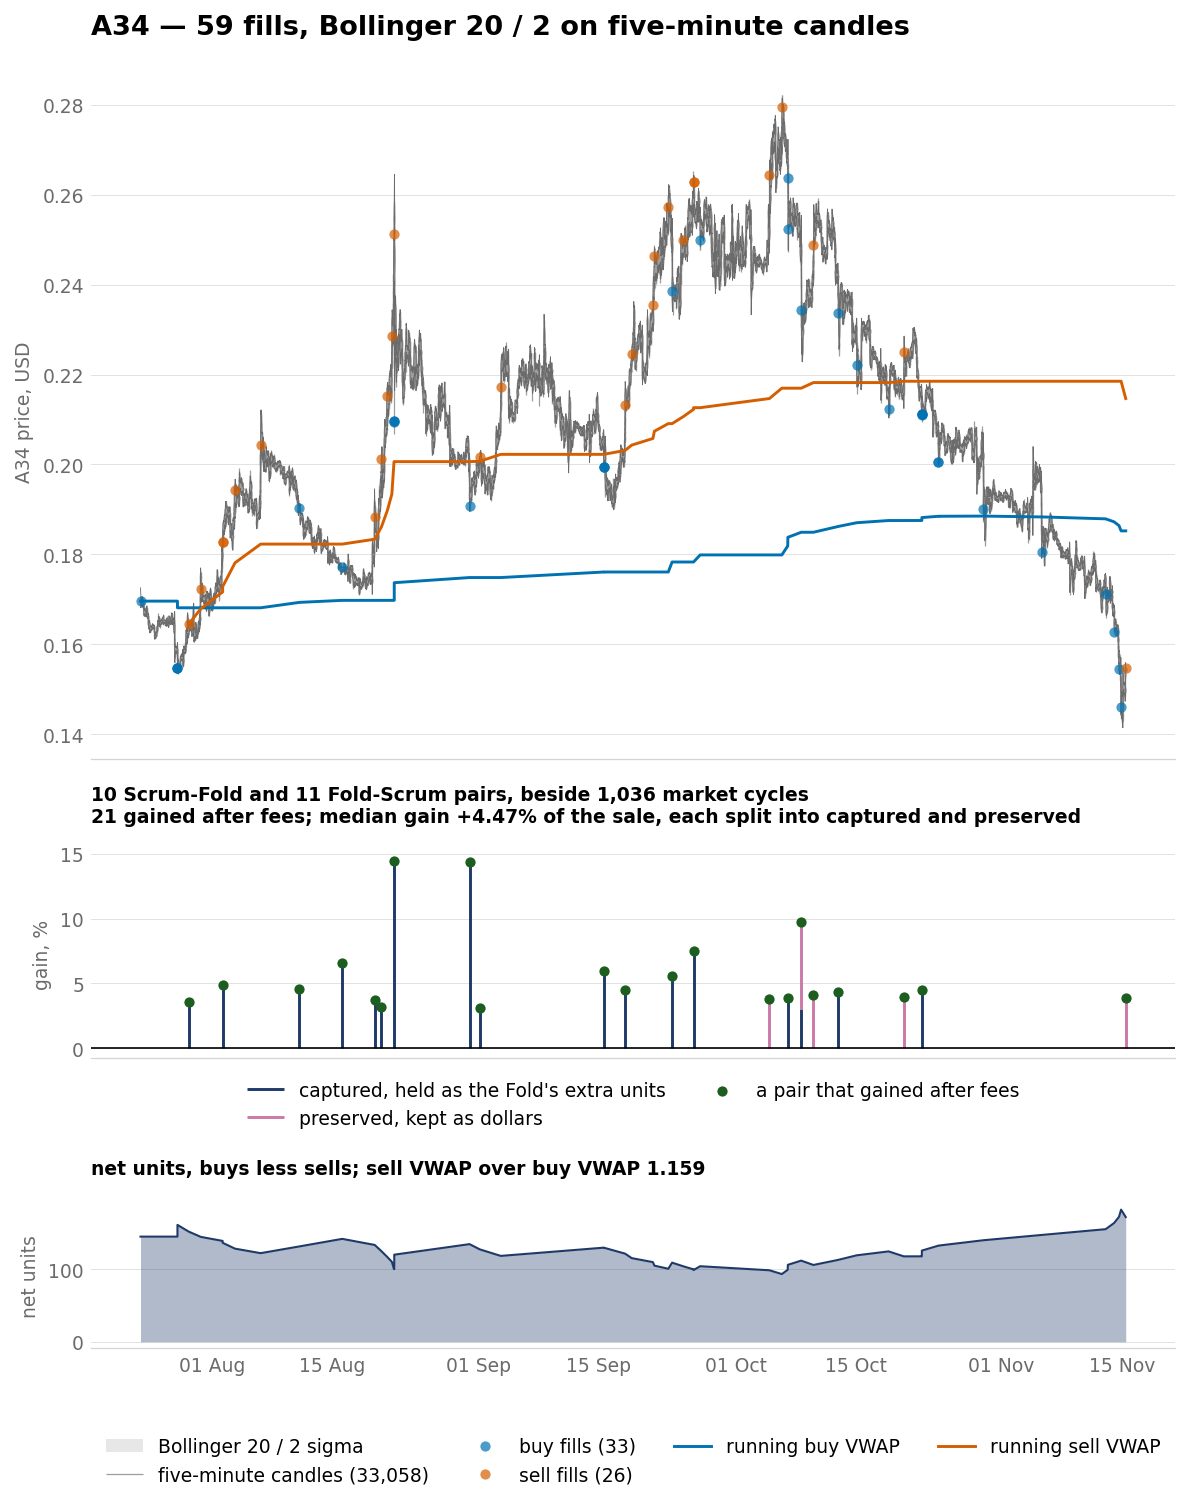 A34 — 59 fills, Bollinger 20 / 2 on five-minute candles
A34 price, USD
0.28
0.26
0.24
0.22
0.20
0.18
0.16
0.14
10 Scrum-Fold and 11 Fold-Scrum pairs, beside 1,036 market cycles
21 gained after fees; median gain +4.47% of the sale, each split into captured and preserved
gain, %
15
10
5
0
captured, held as the Fold's extra units
a pair that gained after fees
preserved, kept as dollars
net units, buys less sells; sell VWAP over buy VWAP 1.159
net units
100
0
01 Aug
15 Aug
01 Sep
15 Sep
01 Oct
15 Oct
01 Nov
15 Nov
Bollinger 20 / 2 sigma
buy fills (33)
running buy VWAP
running sell VWAP
five-minute candles (33,058)
sell fills (26)